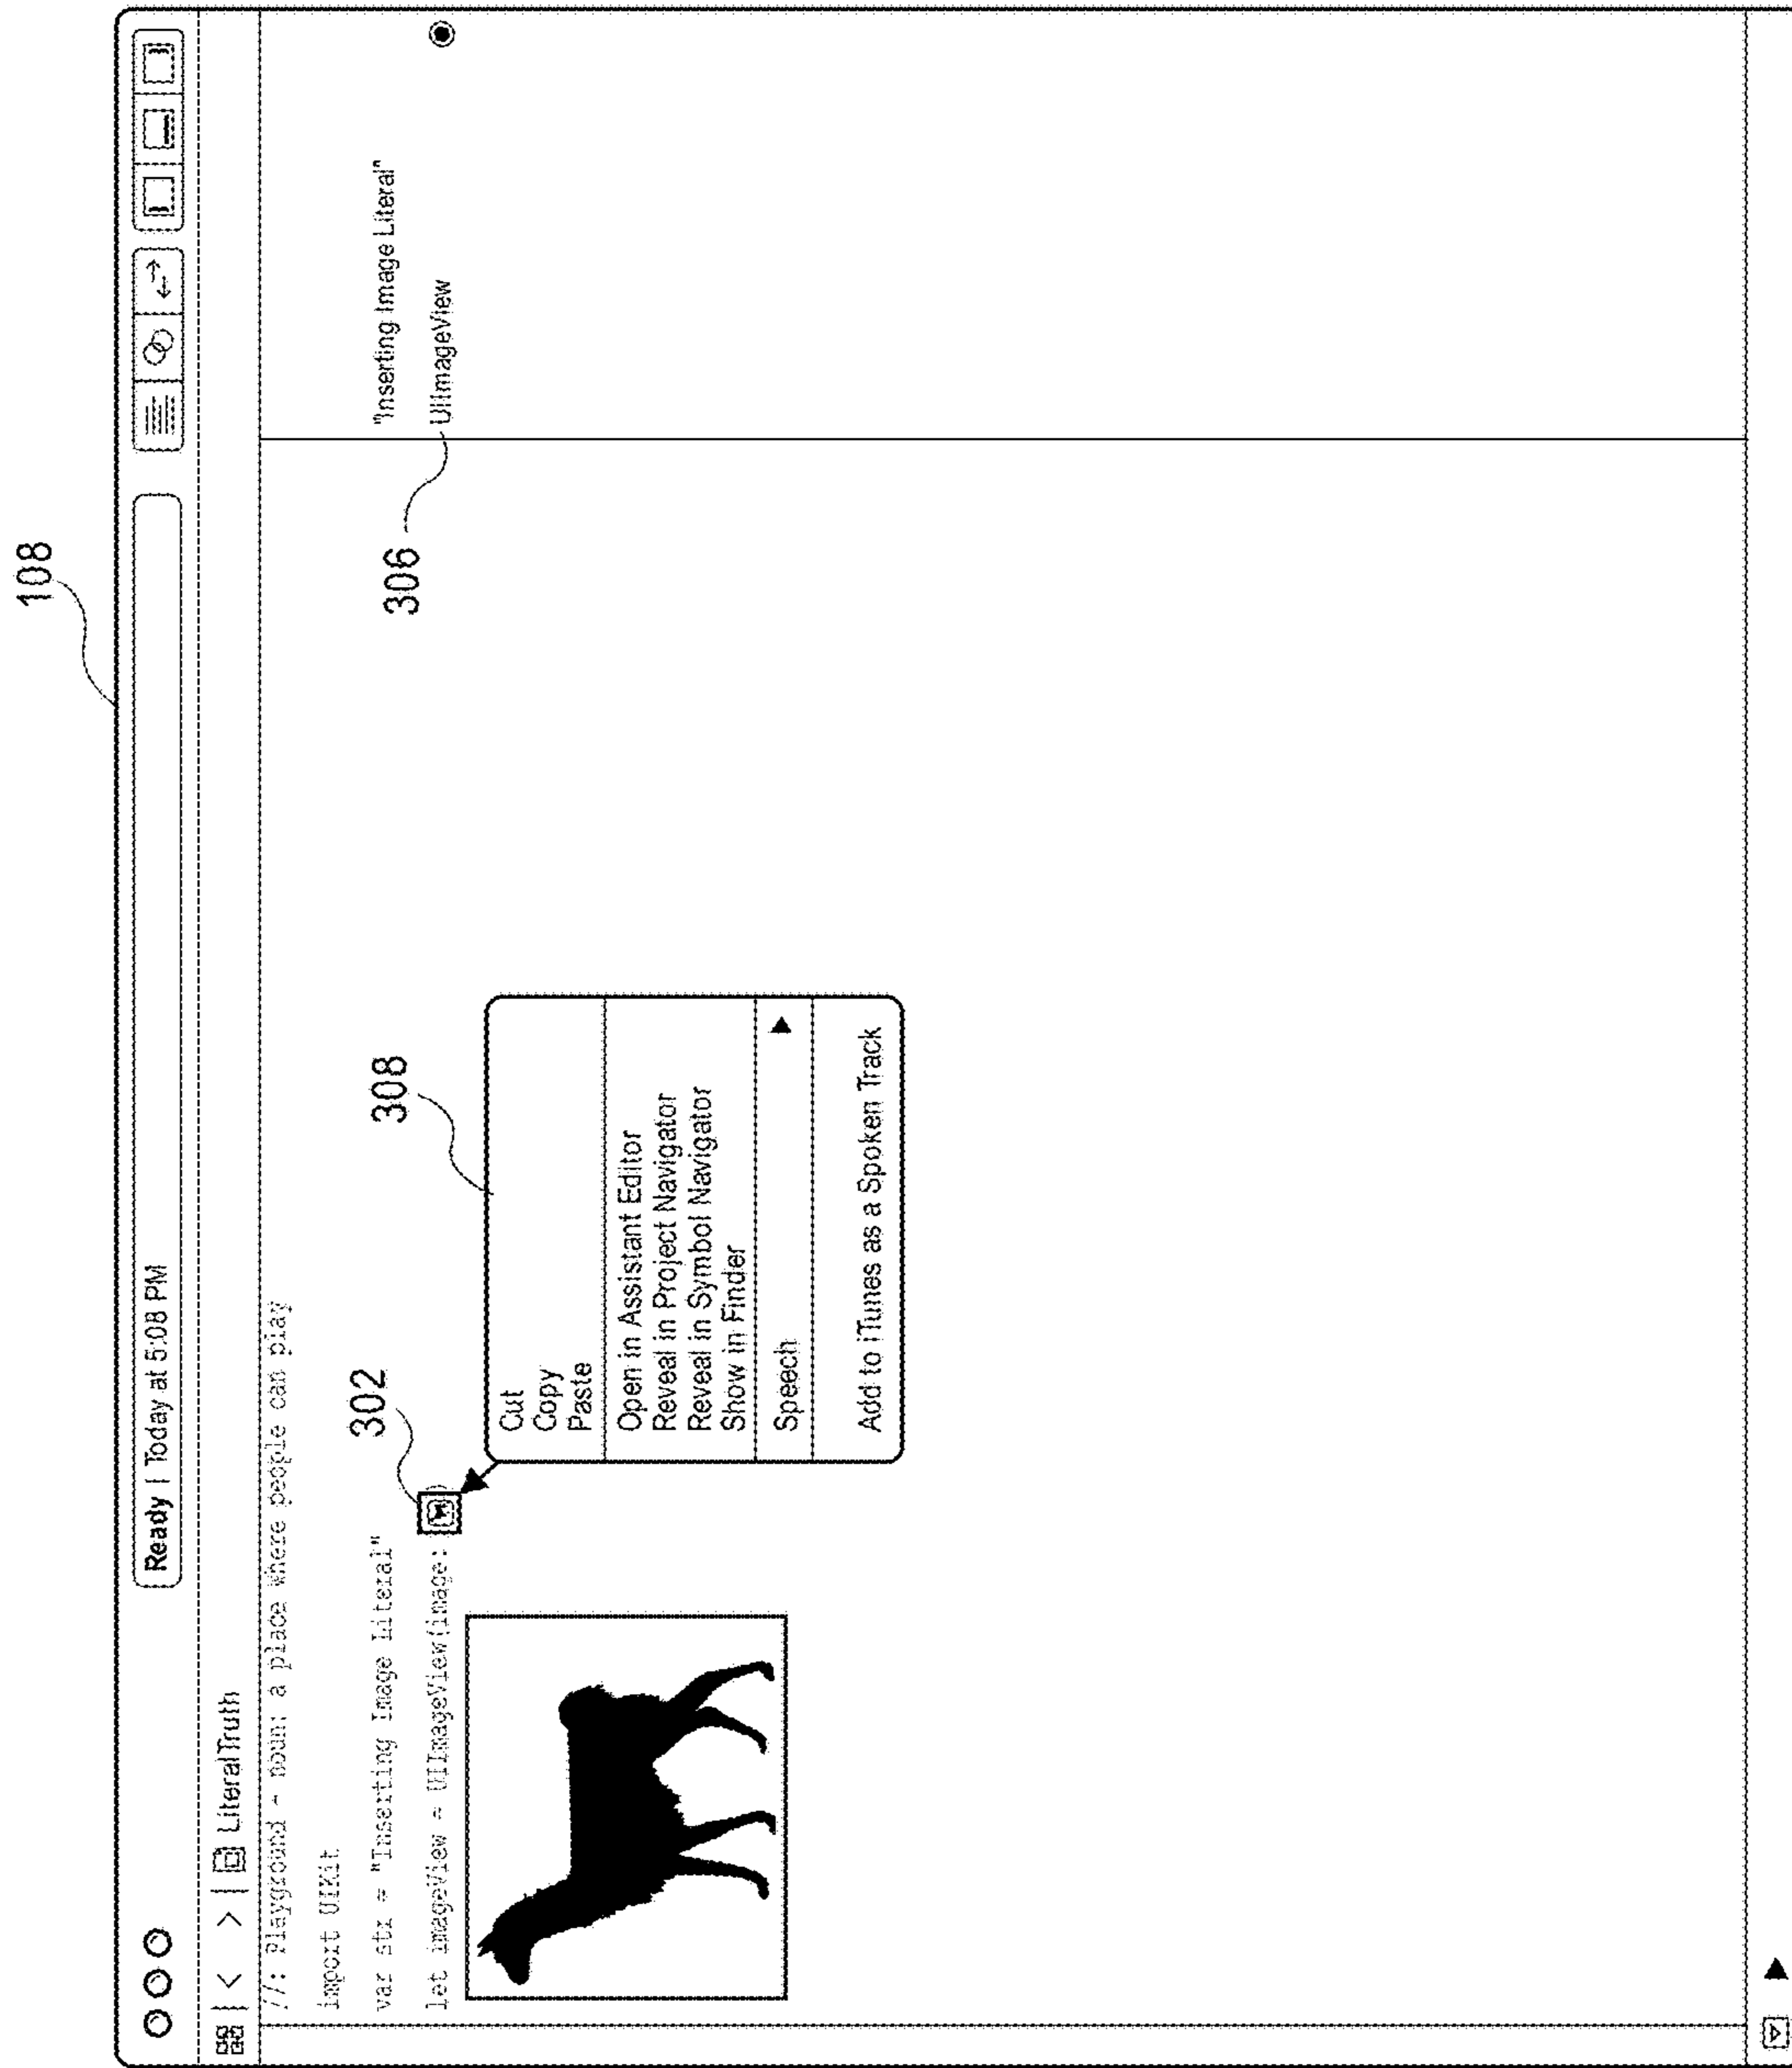 108
Ready | Today at 5:08 PM
< > | LiteralTruth
//: Playground - noun: a place where people can play
import UIKit
var str = "Inserting Image Literal"
"Inserting Image Literal"
let imageView = UIImageView(image: )
UIImageView
302
306
308
Cut
Copy
Paste
Open in Assistant Editor
Reveal in Project Navigator
Reveal in Symbol Navigator
Show in Finder
Speech
Add to iTunes as a Spoken Track